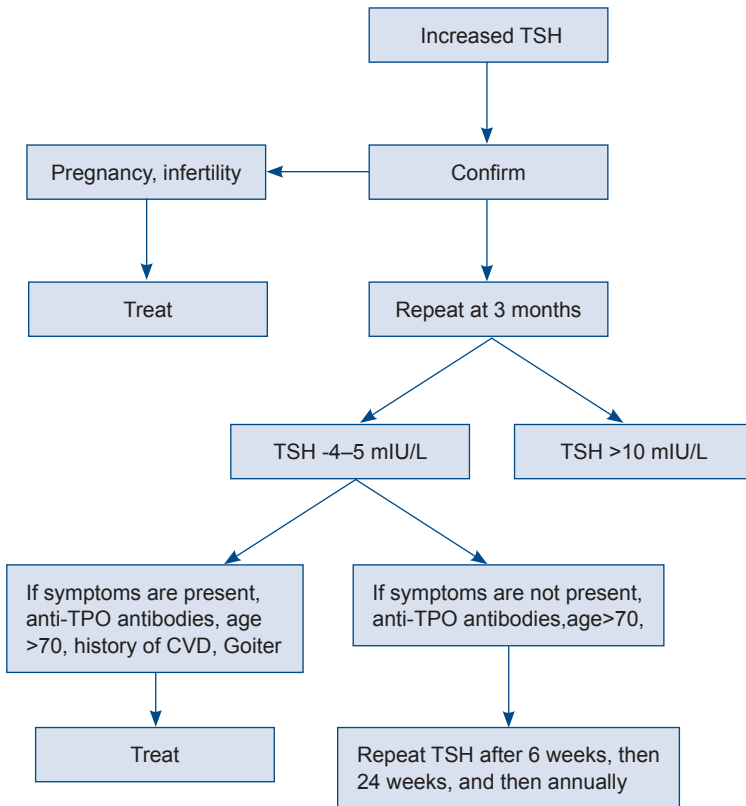 Increased TSH
Pregnancy, infertility
Confirm
Treat
Repeat at 3 months
TSH -4–5 mIU/L
TSH >10 mIU/L
If symptoms are present,
anti-TPO antibodies, age
>70, history of CVD, Goiter
If symptoms are not present,
anti-TPO antibodies,age>70,
Treat
Repeat TSH after 6 weeks, then
24 weeks, and then annually